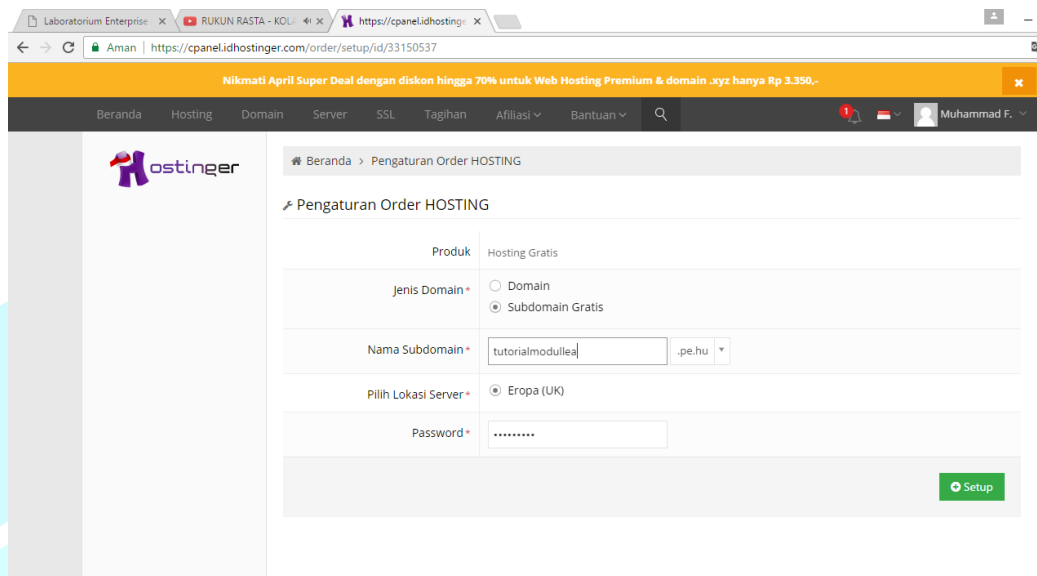 Laboratorium Enterprise
RUKUN RASTA - KOLA
https://cpanel.idhostinge
Aman | https://cpanel.idhostinger.com/order/setup/id/33150537
Nikmati April Super Deal dengan diskon hingga 70% untuk Web Hosting Premium & domain .xyz hanya Rp 3.350,-
Beranda Hosting Domain Server SSL Tagihan Afiliasi Bantuan 1 Muhammad F.
Hostinger
Beranda > Pengaturan Order HOSTING
Pengaturan Order HOSTING
Produk Hosting Gratis
Jenis Domain * Domain
Subdomain Gratis
Nama Subdomain * tutorialmodullea .pe.hu
Pilih Lokasi Server * Eropa (UK)
Password * •••••••••
Setup